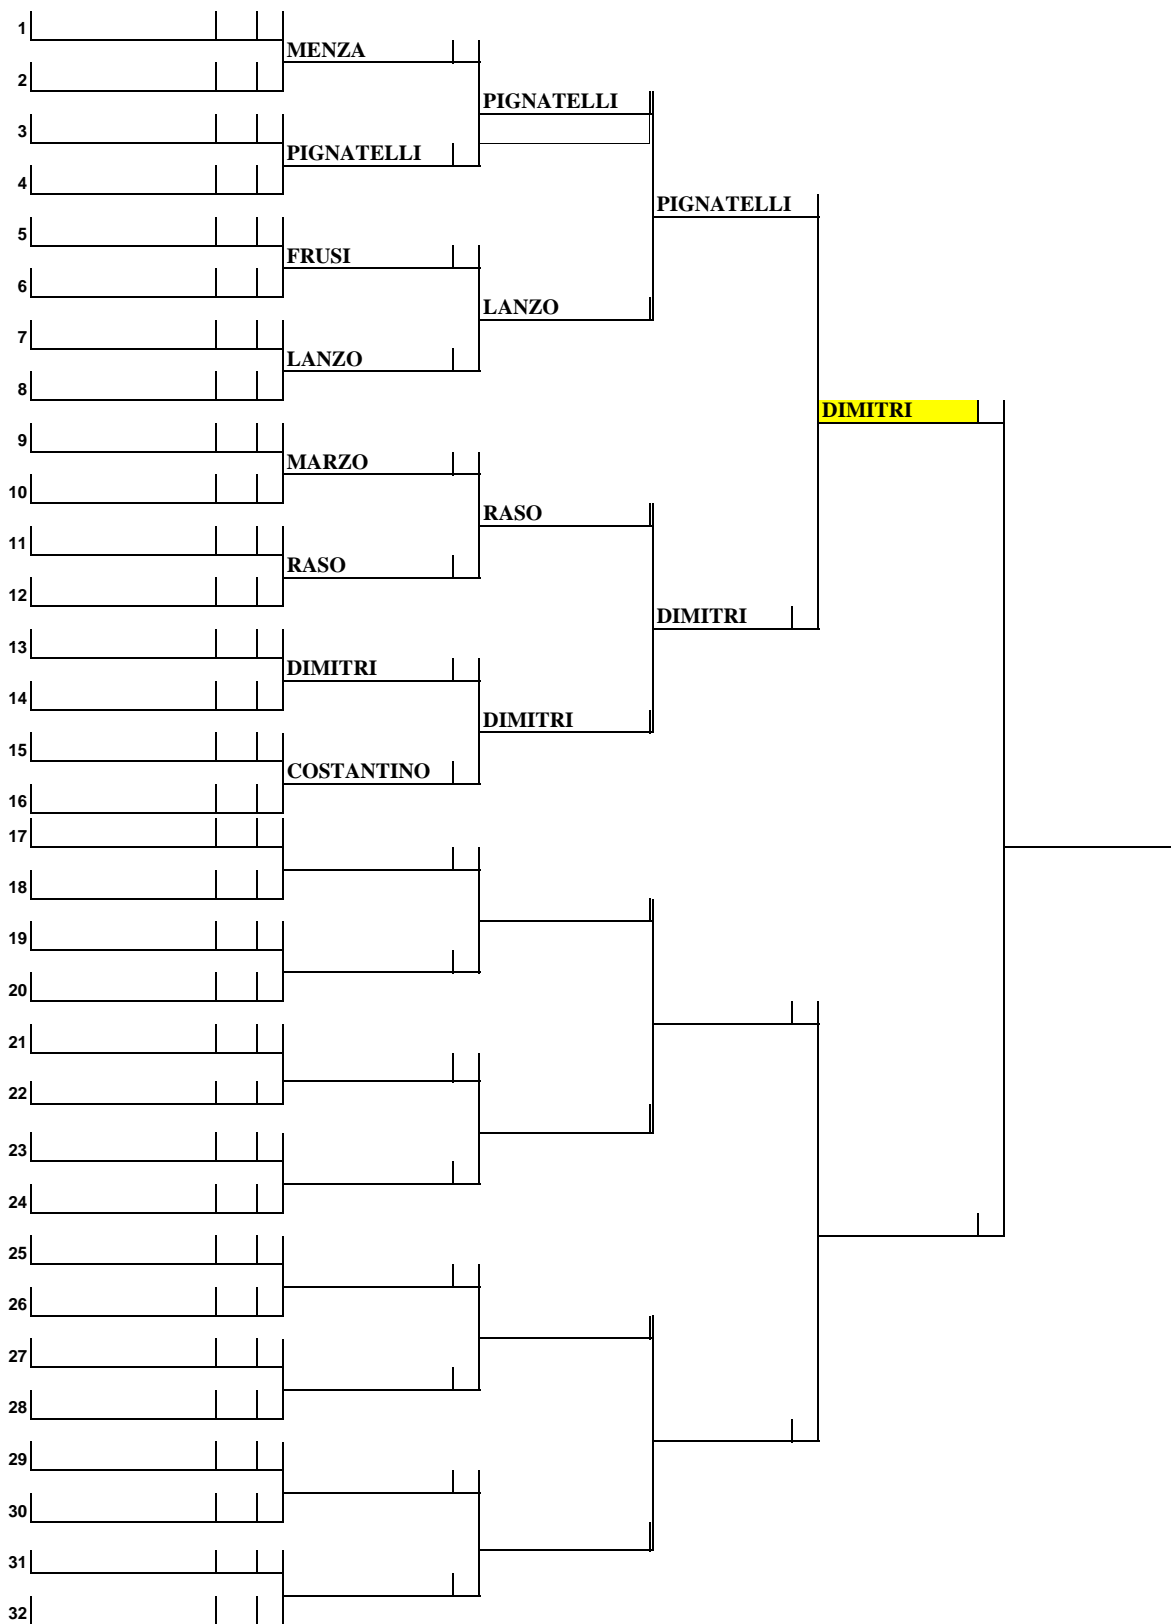 1
MENZA
2
PIGNATELLI
3
PIGNATELLI
4
PIGNATELLI
5
FRUSI
6
LANZO
7
LANZO
8
DIMITRI
9
MARZO
10
RASO
11
RASO
12
DIMITRI
13
DIMITRI
14
DIMITRI
15
COSTANTINO
16
17
18
19
20
21
22
23
24
25
26
27
28
29
30
31
32